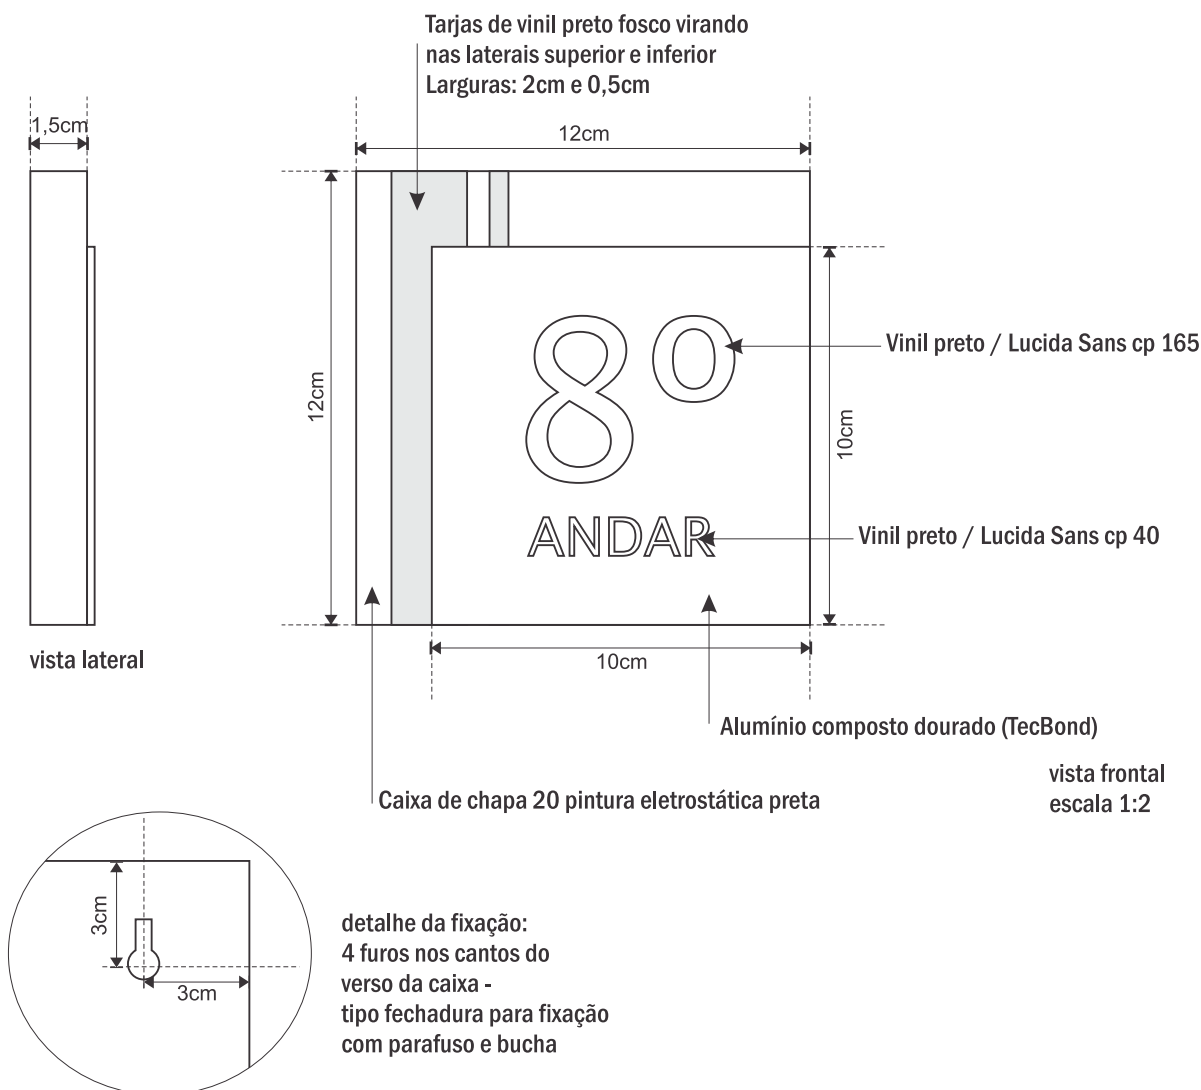 Tarjas de vinil preto fosco virando
nas laterais superior e inferior
Larguras: 2cm e 0,5cm
1,5cm
12cm
12cm
8º
Vinil preto / Lucida Sans cp 165
10cm
ANDAR
Vinil preto / Lucida Sans cp 40
vista lateral
10cm
Alumínio composto dourado (TecBond)
vista frontal
escala 1:2
Caixa de chapa 20 pintura eletrostática preta
3cm
3cm
detalhe da fixação:
4 furos nos cantos do
verso da caixa -
tipo fechadura para fixação
com parafuso e bucha